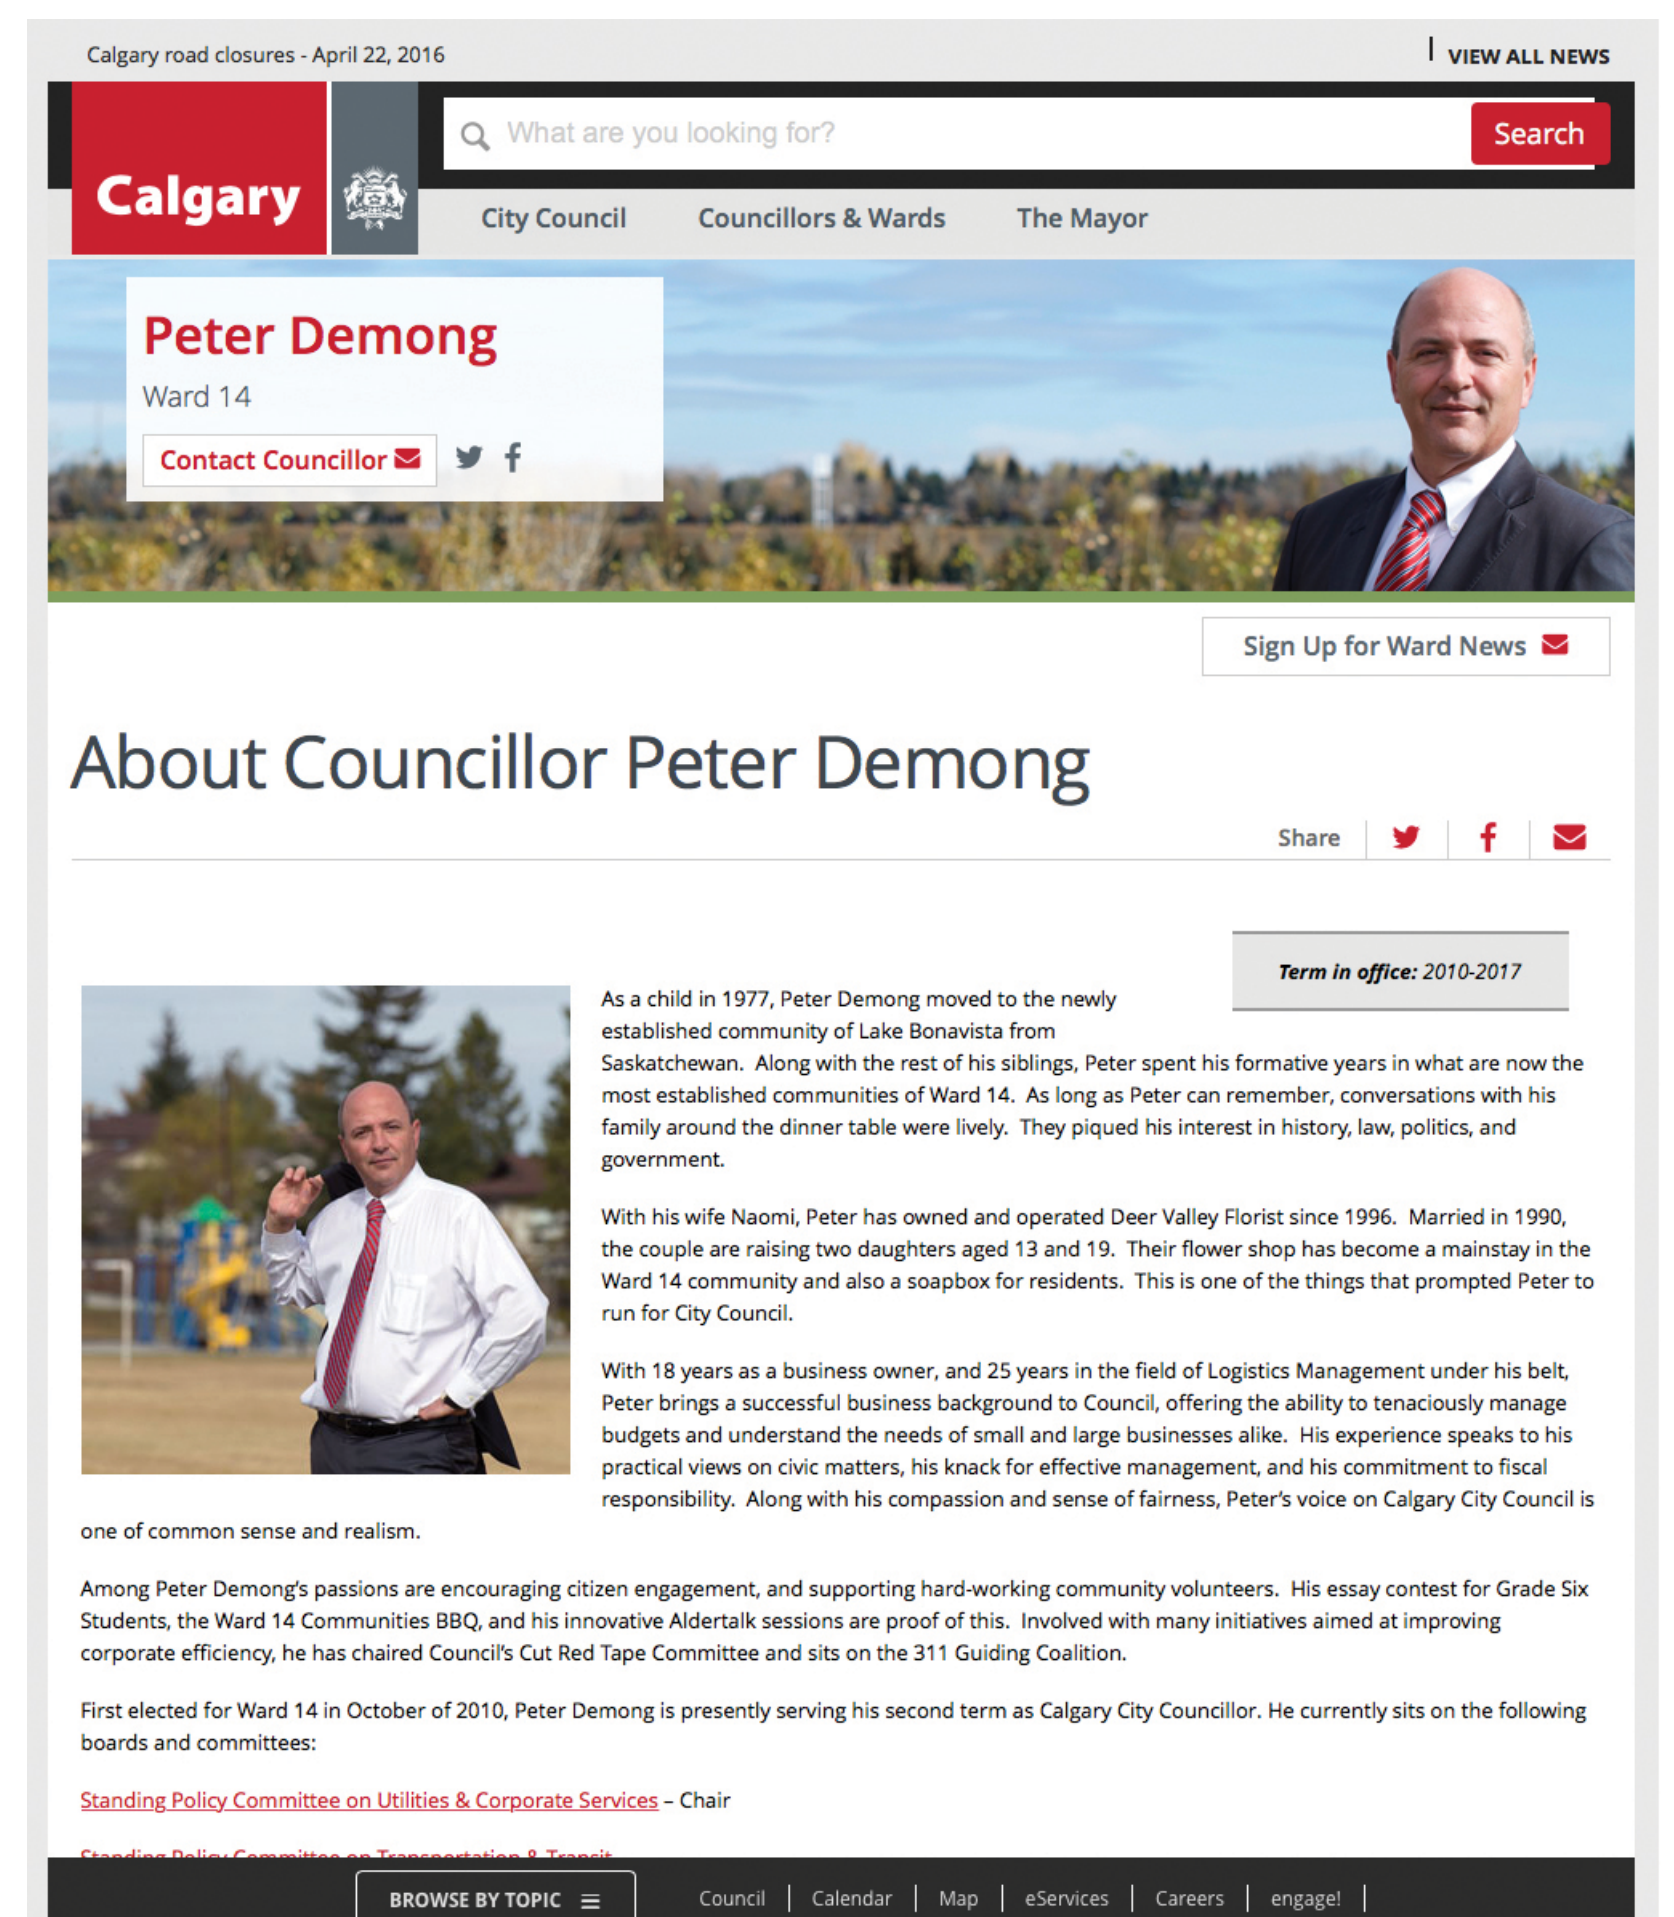 Calgary road closures - April 22, 2016
VIEW ALL NEWS
What are you looking for?
Search
Calgary
City Council
Councillors & Wards
The Mayor
Peter Demong
Ward 14
Contact Councillor
Sign Up for Ward News
About Councillor Peter Demong
Share
Term in office: 2010-2017
As a child in 1977, Peter Demong moved to the newly
established community of Lake Bonavista from
Saskatchewan. Along with the rest of his siblings, Peter spent his formative years in what are now the
most established communities of Ward 14. As long as Peter can remember, conversations with his
family around the dinner table were lively. They piqued his interest in history, law, politics, and
government.
With his wife Naomi, Peter has owned and operated Deer Valley Florist since 1996. Married in 1990,
the couple are raising two daughters aged 13 and 19. Their flower shop has become a mainstay in the
Ward 14 community and also a soapbox for residents. This is one of the things that prompted Peter to
run for City Council.
With 18 years as a business owner, and 25 years in the field of Logistics Management under his belt,
Peter brings a successful business background to Council, offering the ability to tenaciously manage
budgets and understand the needs of small and large businesses alike. His experience speaks to his
practical views on civic matters, his knack for effective management, and his commitment to fiscal
responsibility. Along with his compassion and sense of fairness, Peter's voice on Calgary City Council is
one of common sense and realism.
Among Peter Demong's passions are encouraging citizen engagement, and supporting hard-working community volunteers. His essay contest for Grade Six
Students, the Ward 14 Communities BBQ, and his innovative Aldertalk sessions are proof of this. Involved with many initiatives aimed at improving
corporate efficiency, he has chaired Council's Cut Red Tape Committee and sits on the 311 Guiding Coalition.
First elected for Ward 14 in October of 2010, Peter Demong is presently serving his second term as Calgary City Councillor. He currently sits on the following
boards and committees:
Standing Policy Committee on Utilities & Corporate Services – Chair
Standing Policy Committee on Transportation & Transit
BROWSE BY TOPIC
Council
Calendar
Map
eServices
Careers
engage!